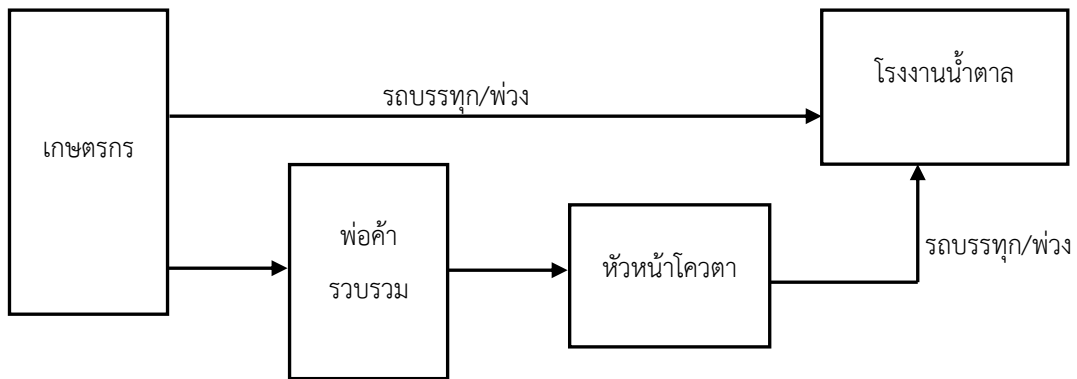 โรงงานน้ำตาล
รถบรรทุก/พ่วง
เกษตรกร
พ่อค้า
รวบรวม
หัวหน้าโควตา
รถบรรทุก/พ่วง